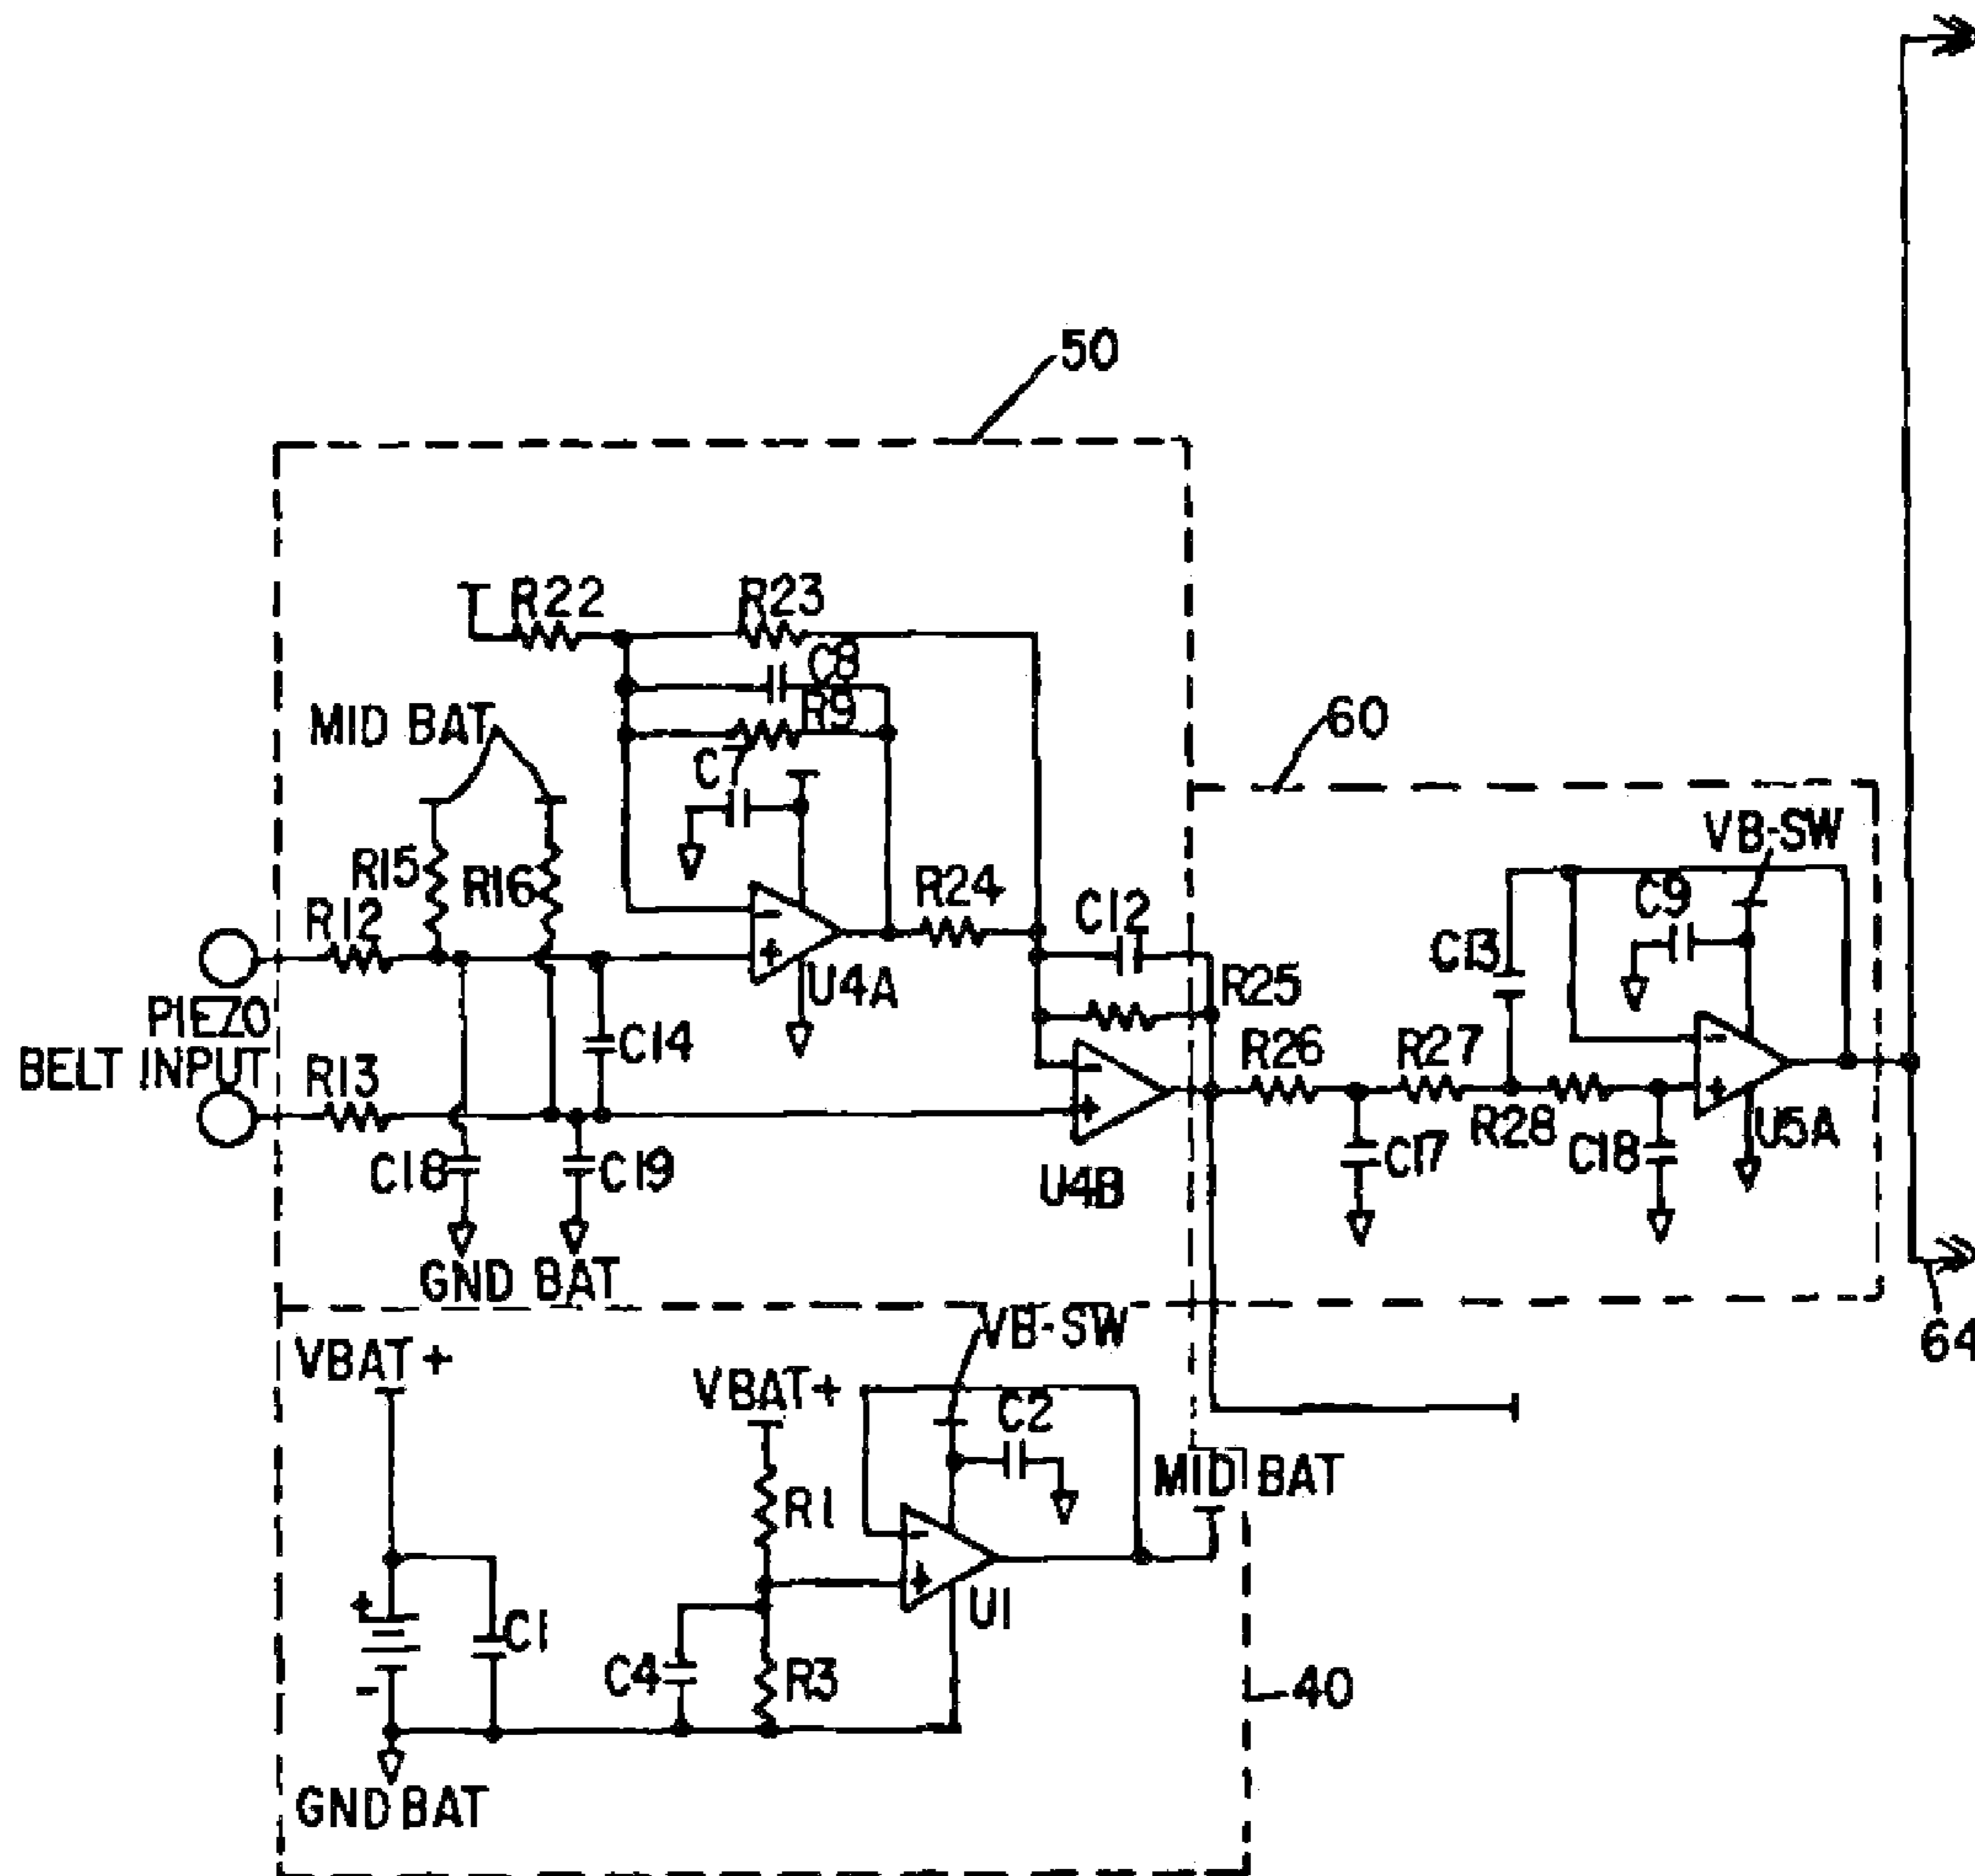 50
R22
R23
C8
R9
MID BAT
C7
60
VB-SW
R15
R16
R24
C9
R12
C12
C13
U4A
R25
PIEZO
BELT INPUT
C14
R26
R27
R13
R28
U5A
C18
C19
C17
C18
U4B
GND BAT
64
VBAT+
VB-SW
VBAT+
C2
MID BAT
R1
U1
C1
C4
R3
40
+
-
GND BAT